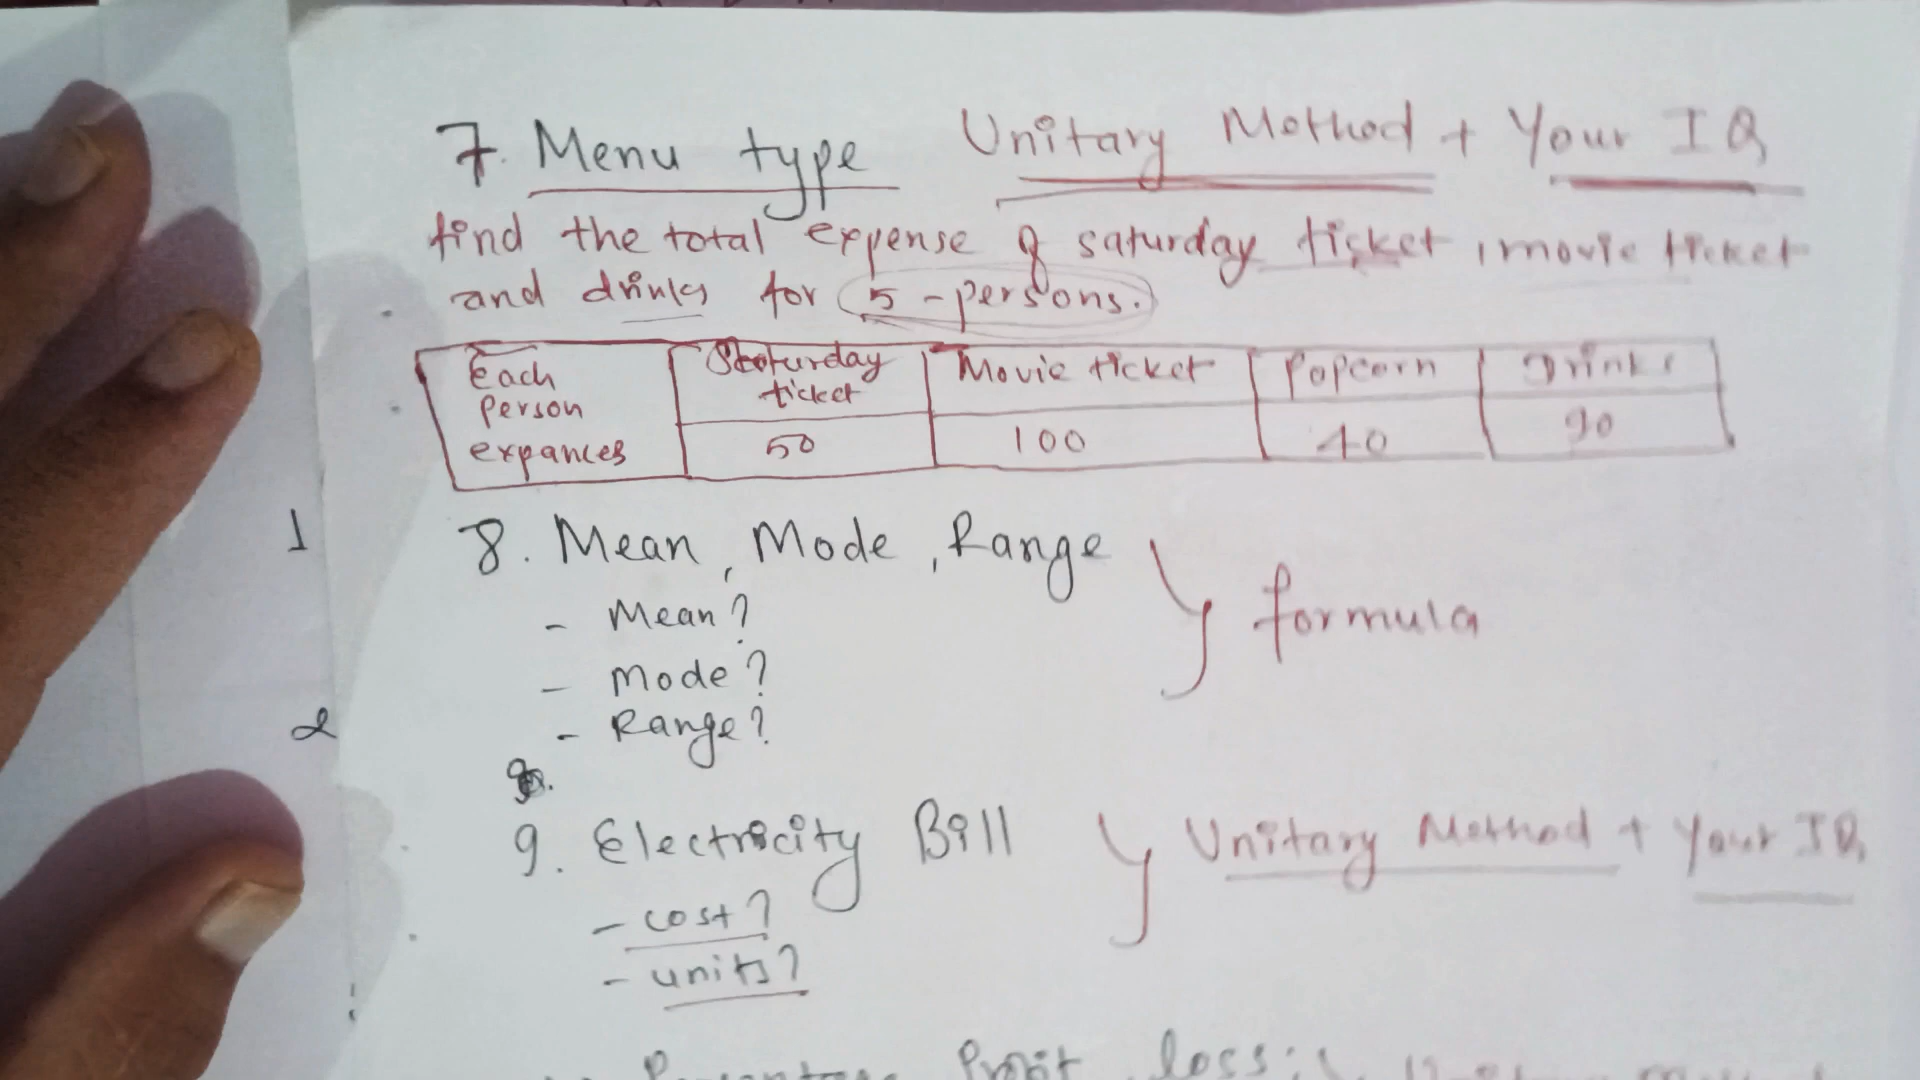 7. Menu type Unitary Method + Your IQ
find the total expense of saturday ticket, movie ticket
and drinks for 5-persons.
Each person expances
Saturday ticket
Movie ticket
Popcorn
Drinks
50
100
40
90
1
8. Mean, Mode, Range
- Mean?
- Mode?
formula
2
- Range?
9. Electricity Bill Unitary Method + Your IQ
- cost?
- units?
Profit, loss